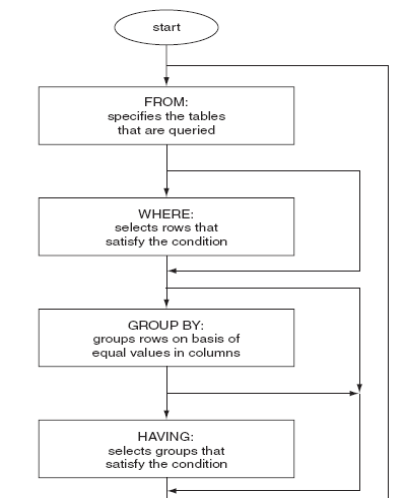 start
FROM:
specifies the tables
that are queried
WHERE:
selects rows that
satisfy the condition
GROUP BY:
groups rows on basis of
equal values in columns
HAVING:
selects groups that
satisfy the condition